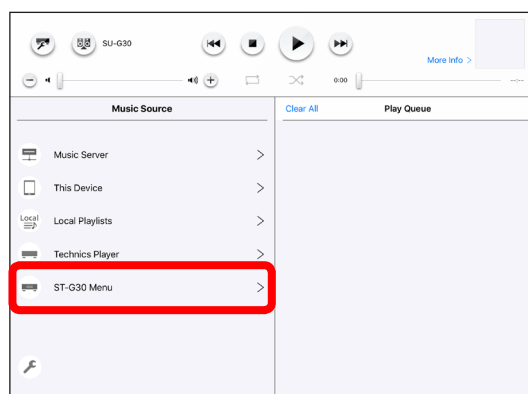 SU-G30
More Info >
0:00
--:--
Music Source
Clear All
Play Queue
Music Server
This Device
Local
Local Playlists
Technics Player
ST-G30 Menu